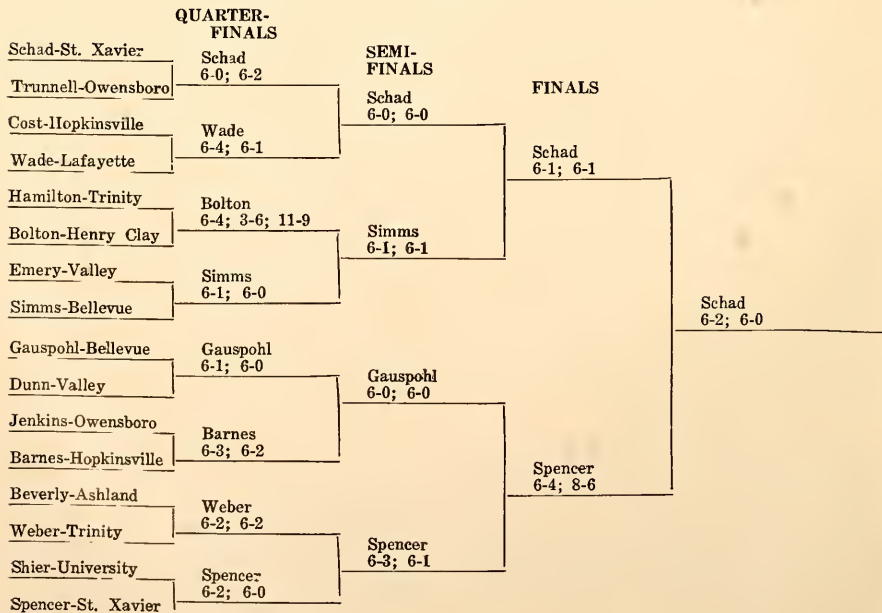 QUARTER-
FINALS
Schad-St. Xavier
Trunnell-Owensboro
Cost-Hopkinsville
Wade-Lafayette
Hamilton-Trinity
Bolton-Henry Clay
Emery-Valley
Simms-Bellevue
Gauspohl-Bellevue
Dunn-Valley
Jenkins-Owensboro
Barnes-Hopkinsville
Beverly-Ashland
Weber-Trinity
Shier-University
Spencer-St. Xavier
Schad
6-0; 6-2
Wade
6-4; 6-1
Bolton
6-4; 3-6; 11-9
Simms
6-1; 6-0
Gauspohl
6-1; 6-0
Barnes
6-3; 6-2
Weber
6-2; 6-2
Spencer
6-2; 6-0
SEMI-
FINALS
Schad
6-0; 6-0
Simms
6-1; 6-1
Gauspohl
6-0; 6-0
Spencer
6-3; 6-1
FINALS
Schad
6-1; 6-1
Spencer
6-4; 8-6
Schad
6-2; 6-0